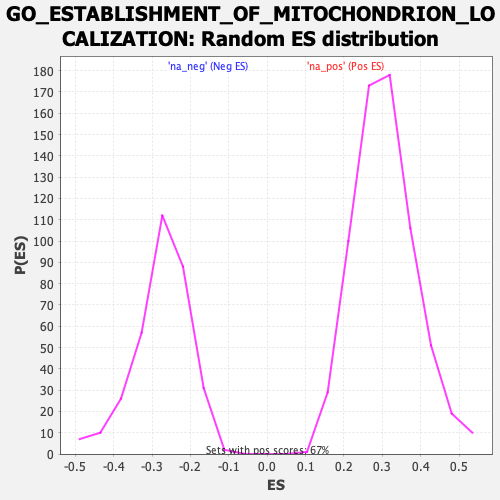 GO_ESTABLISHMENT_OF_MITOCHONDRION_LO
CALIZATION: Random ES distribution
'na_neg' (Neg ES) 'na_pos' (Pos ES)
180
170
160
150
140
130
120
110
100
90
80
70
60
50
40
30
20
10
0
P(ES)
Sets with pos scores: 67%
-0.5 -0.4 -0.3 -0.2 -0.1 0.0 0.1 0.2 0.3 0.4 0.5
ES